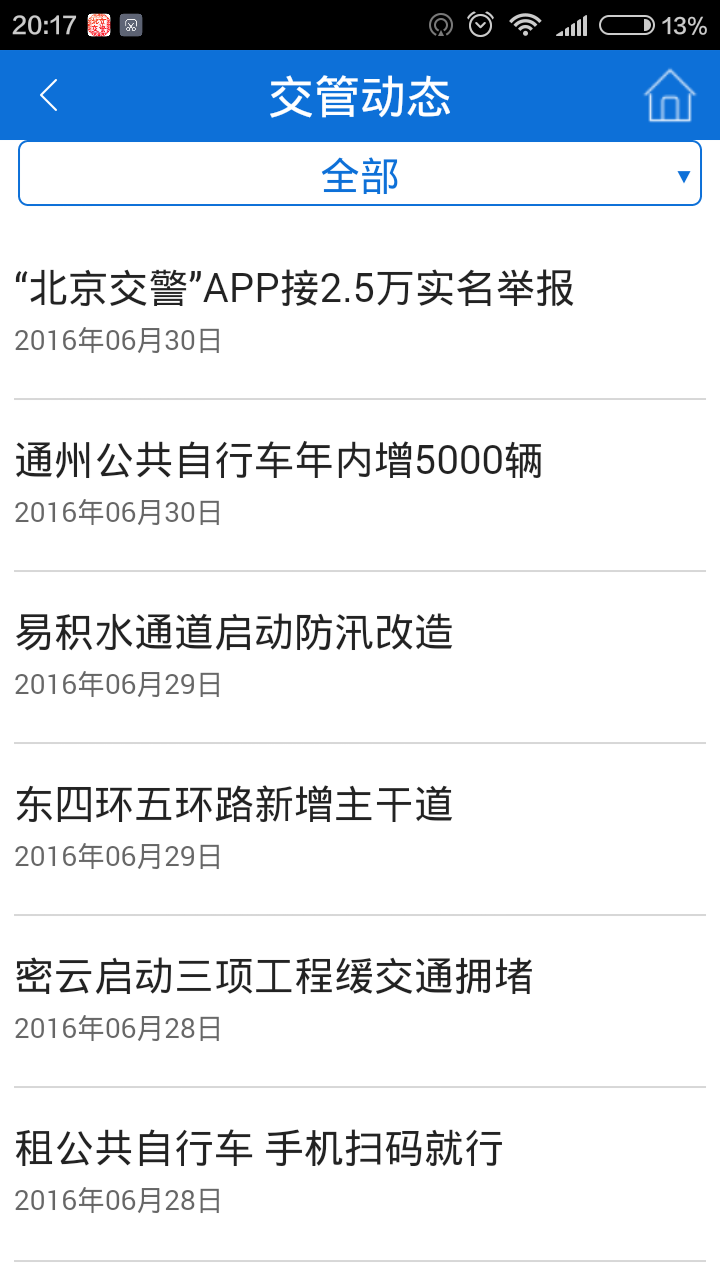 20:17
13%
交管动态
全部
“北京交警”APP接2.5万实名举报
2016年06月30日
通州公共自行车年内增5000辆
2016年06月30日
易积水通道启动防汛改造
2016年06月29日
东四环五环路新增主干道
2016年06月29日
密云启动三项工程缓交通拥堵
2016年06月28日
租公共自行车 手机扫码就行
2016年06月28日